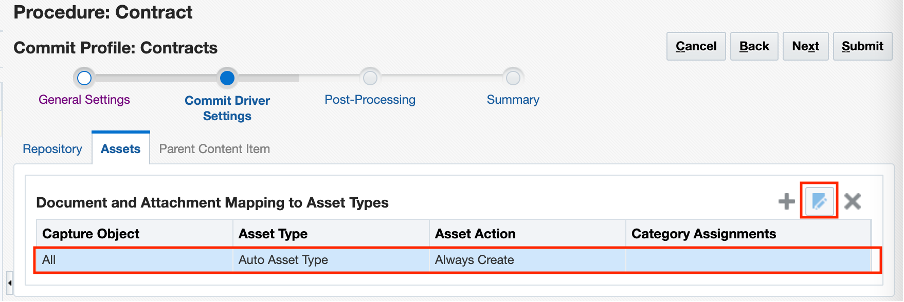 Procedure: Contract
Commit Profile: Contracts
Cancel Back Next Submit
General Settings Commit Driver Settings Post-Processing Summary
Repository Assets Parent Content Item
Document and Attachment Mapping to Asset Types
Capture Object Asset Type Asset Action Category Assignments
All Auto Asset Type Always Create